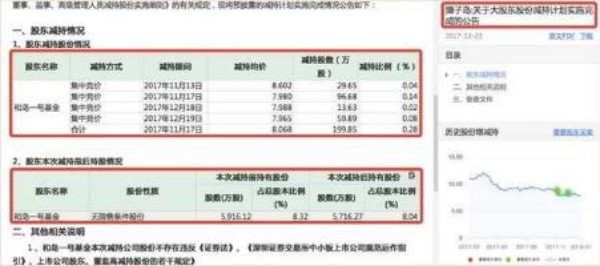 董事、监事、高级管理人员减持股份实施细则》的有关规定，现将预披露的减持计划实施完成情况公告如下：
一、股东减持情况
1、股东减持股份情况
股东名称 减持方式 减持期间 减持均价 减持股数（万股） 减持比例（%）
集中竞价 2017年11月13日 8.602 29.65 0.04
集中竞价 2017年11月17日 7.980 96.68 0.14
和岛一号基金 集中竞价 2017年12月18日 7.988 13.63 0.02
集中竞价 2017年12月19日 7.965 59.89 0.08
合计 2017年11月17日 8.068 199.85 0.28
2、股东本次减持前后持股情况
股东名称 股份性质 本次减持前持有股份 本次减持后持有股份
股数(万股) 占总股本比例(%) 股数(万股) 占总股本比例(%)
和岛一号基金 无限售条件股份 5,916.12 8.32 5,716.27 8.04
二、其他相关说明
1、和岛一号基金本次减持公司股份不存在违反《证券法》、《深圳证券交易所中小板上市公司规范运作指
引》、上市公司股东、董监高减持股份的若干规定》
獐子岛:关于大股东股份减持计划实施完成的公告
2017-12-23
目录
一、股东减持情况
二、其他相关说明
三、备查文件
历史股份增减持
15.00
10.00
5.00
2017-03
2017-11